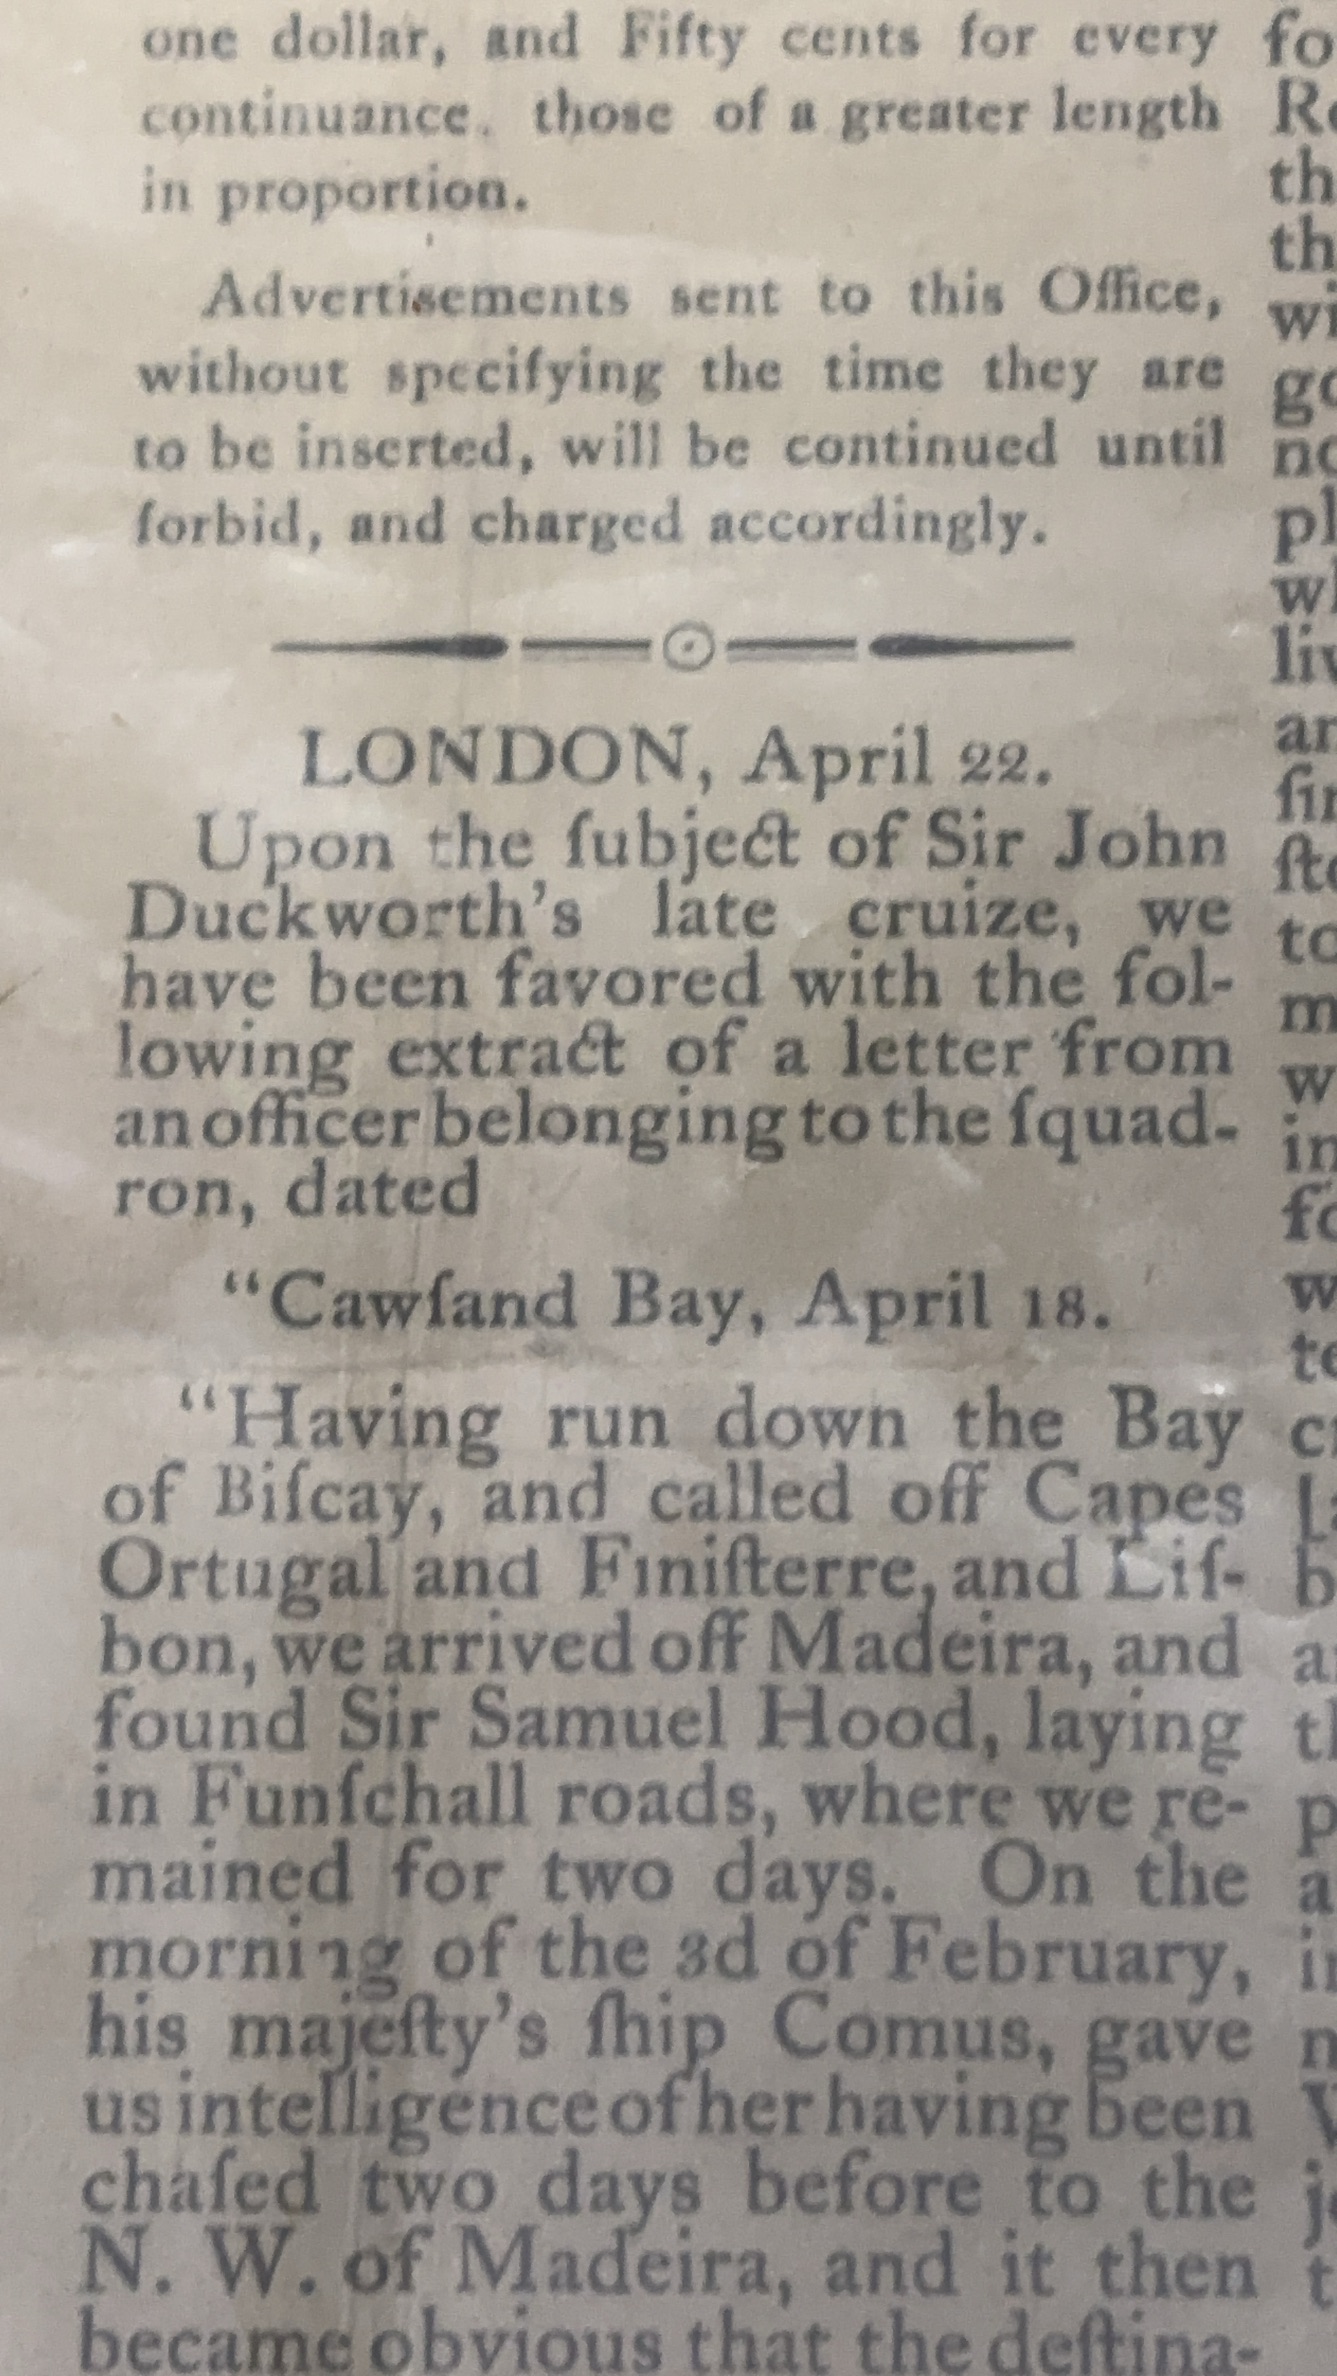 one dollar, and Fifty cents for every
continuance. those of a greater length
in proportion.
Advertisements sent to this Office,
without specifying the time they are
to be inserted, will be continued until
forbid, and charged accordingly.
LONDON, April 22.
Upon the ſubject of Sir John
Duckworth's late cruize, we
have been favored with the fol-
lowing extract of a letter from
an officer belonging to the ſquad-
ron, dated
"Cawſand Bay, April 18.
"Having run down the Bay
of Biſcay, and called off Capes
Ortugal and Finiſterre, and Liſ-
bon, we arrived off Madeira, and
found Sir Samuel Hood, laying
in Funſchall roads, where we re-
mained for two days. On the
morning of the 3d of February,
his majeſty's ſhip Comus, gave
us intelligence of her having been
chaſed two days before to the
N. W. of Madeira, and it then
became obvious that the deſtina-